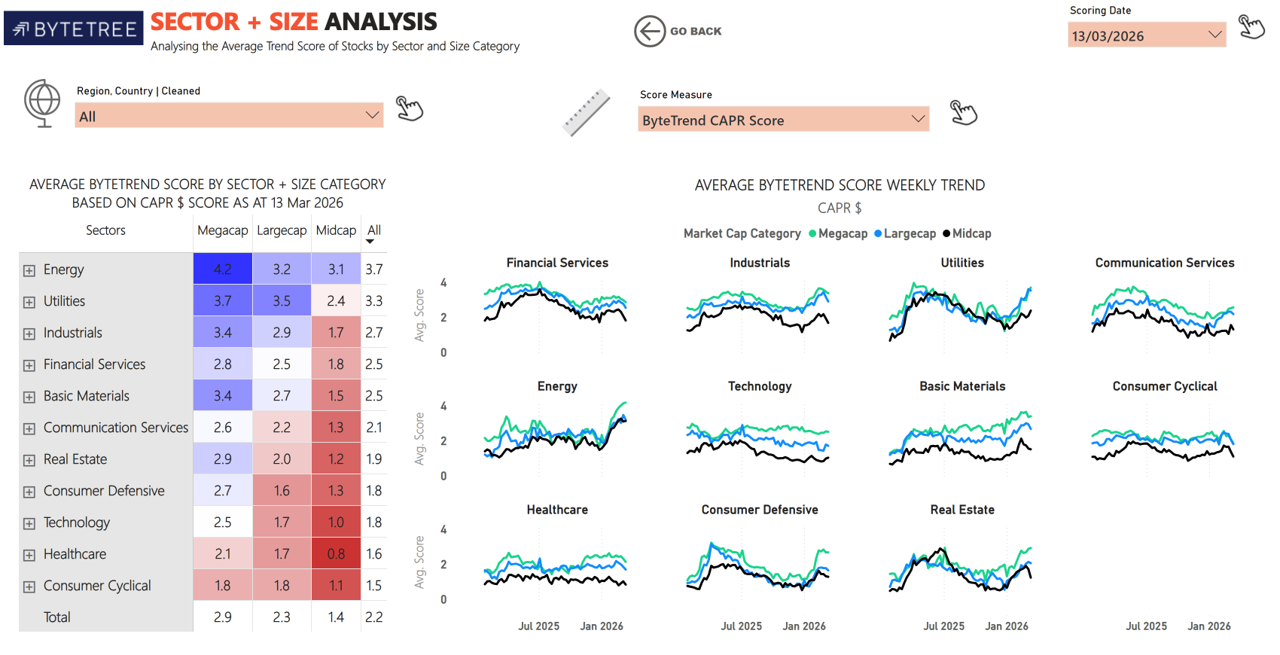 BYTETREE
SECTOR + SIZE ANALYSIS
Analysing the Average Trend Score of Stocks by Sector and Size Category
GO BACK
Scoring Date
13/03/2026
Region, Country | Cleaned
All
Score Measure
ByteTrend CAPR Score
AVERAGE BYTETREND SCORE BY SECTOR + SIZE CATEGORY
BASED ON CAPR $ SCORE AS AT 13 Mar 2026
Sectors Megacap Largecap Midcap All
Energy 4.2 3.2 3.1 3.7
Utilities 3.7 3.5 2.4 3.3
Industrials 3.4 2.9 1.7 2.7
Financial Services 2.8 2.5 1.8 2.5
Basic Materials 3.4 2.7 1.5 2.5
Communication Services 2.6 2.2 1.3 2.1
Real Estate 2.9 2.0 1.2 1.9
Consumer Defensive 2.7 1.6 1.3 1.8
Technology 2.5 1.7 1.0 1.8
Healthcare 2.1 1.7 0.8 1.6
Consumer Cyclical 1.8 1.8 1.1 1.5
Total 2.9 2.3 1.4 2.2
AVERAGE BYTETREND SCORE WEEKLY TREND
CAPR $
Market Cap Category Megacap Largecap Midcap
Financial Services Industrials Utilities Communication Services
Avg. Score
4
2
0
Energy Technology Basic Materials Consumer Cyclical
Avg. Score
4
2
0
Healthcare Consumer Defensive Real Estate
Avg. Score
4
2
0
Jul 2025 Jan 2026 Jul 2025 Jan 2026 Jul 2025 Jan 2026 Jul 2025 Jan 2026